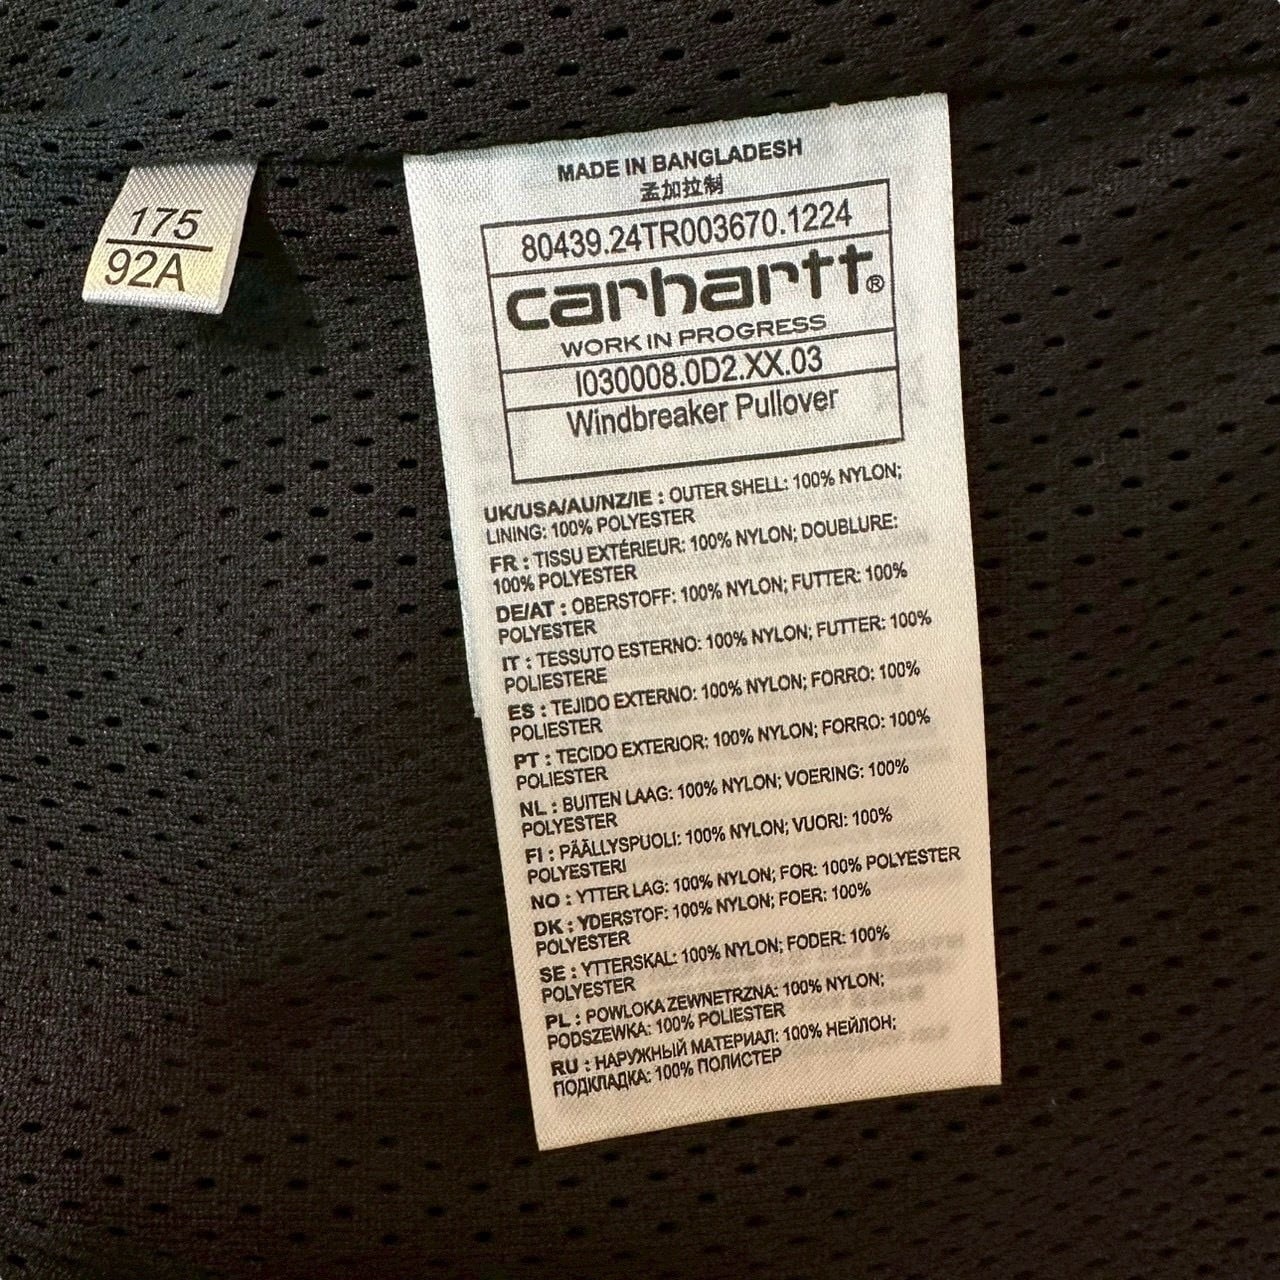 175
92A
MADE IN BANGLADESH
孟加拉制
80439.24TR003670.1224
carhartt®
WORK IN PROGRESS
I030008.0D2.XX.03
Windbreaker Pullover
UK/USA/AU/NZ/IE : OUTER SHELL: 100% NYLON;
LINING: 100% POLYESTER
FR : TISSU EXTÉRIEUR: 100% NYLON; DOUBLURE:
100% POLYESTER
DE/AT : OBERSTOFF: 100% NYLON; FUTTER: 100%
POLYESTER
IT : TESSUTO ESTERNO: 100% NYLON; FUTTER: 100%
POLIESTERE
ES : TEJIDO EXTERNO: 100% NYLON; FORRO: 100%
POLIESTER
PT : TECIDO EXTERIOR: 100% NYLON; FORRO: 100%
POLIESTER
NL : BUITEN LAAG: 100% NYLON; VOERING: 100%
POLYESTER
FI : PÄÄLLYSPUOLI: 100% NYLON; VUORI: 100%
POLYESTERI
NO : YTTER LAG: 100% NYLON; FOR: 100% POLYESTER
DK : YDERSTOF: 100% NYLON; FOER: 100%
POLYESTER
SE : YTTERSKAL: 100% NYLON; FODER: 100%
POLYESTER
PL : POWLOKA ZEWNETRZNA: 100% NYLON;
PODSZEWKA: 100% POLIESTER
RU : НАРУЖНЫЙ МАТЕРИАЛ: 100% НЕЙЛОН;
ПОДКЛАДКА: 100% ПОЛИСТЕР